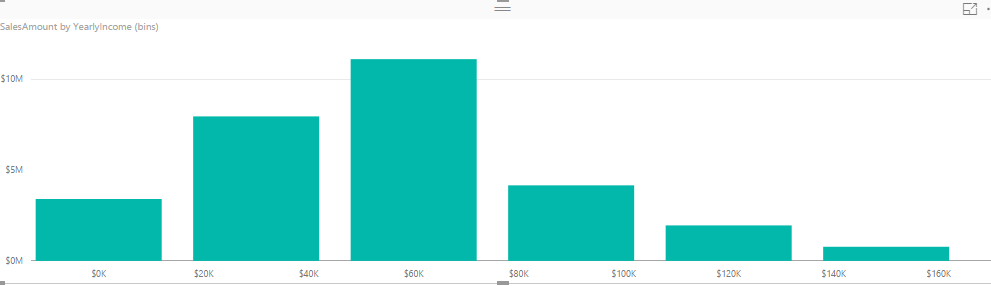 SalesAmount by YearlyIncome (bins)
$10M
$5M
$0M
$0K $20K $40K $60K $80K $100K $120K $140K $160K